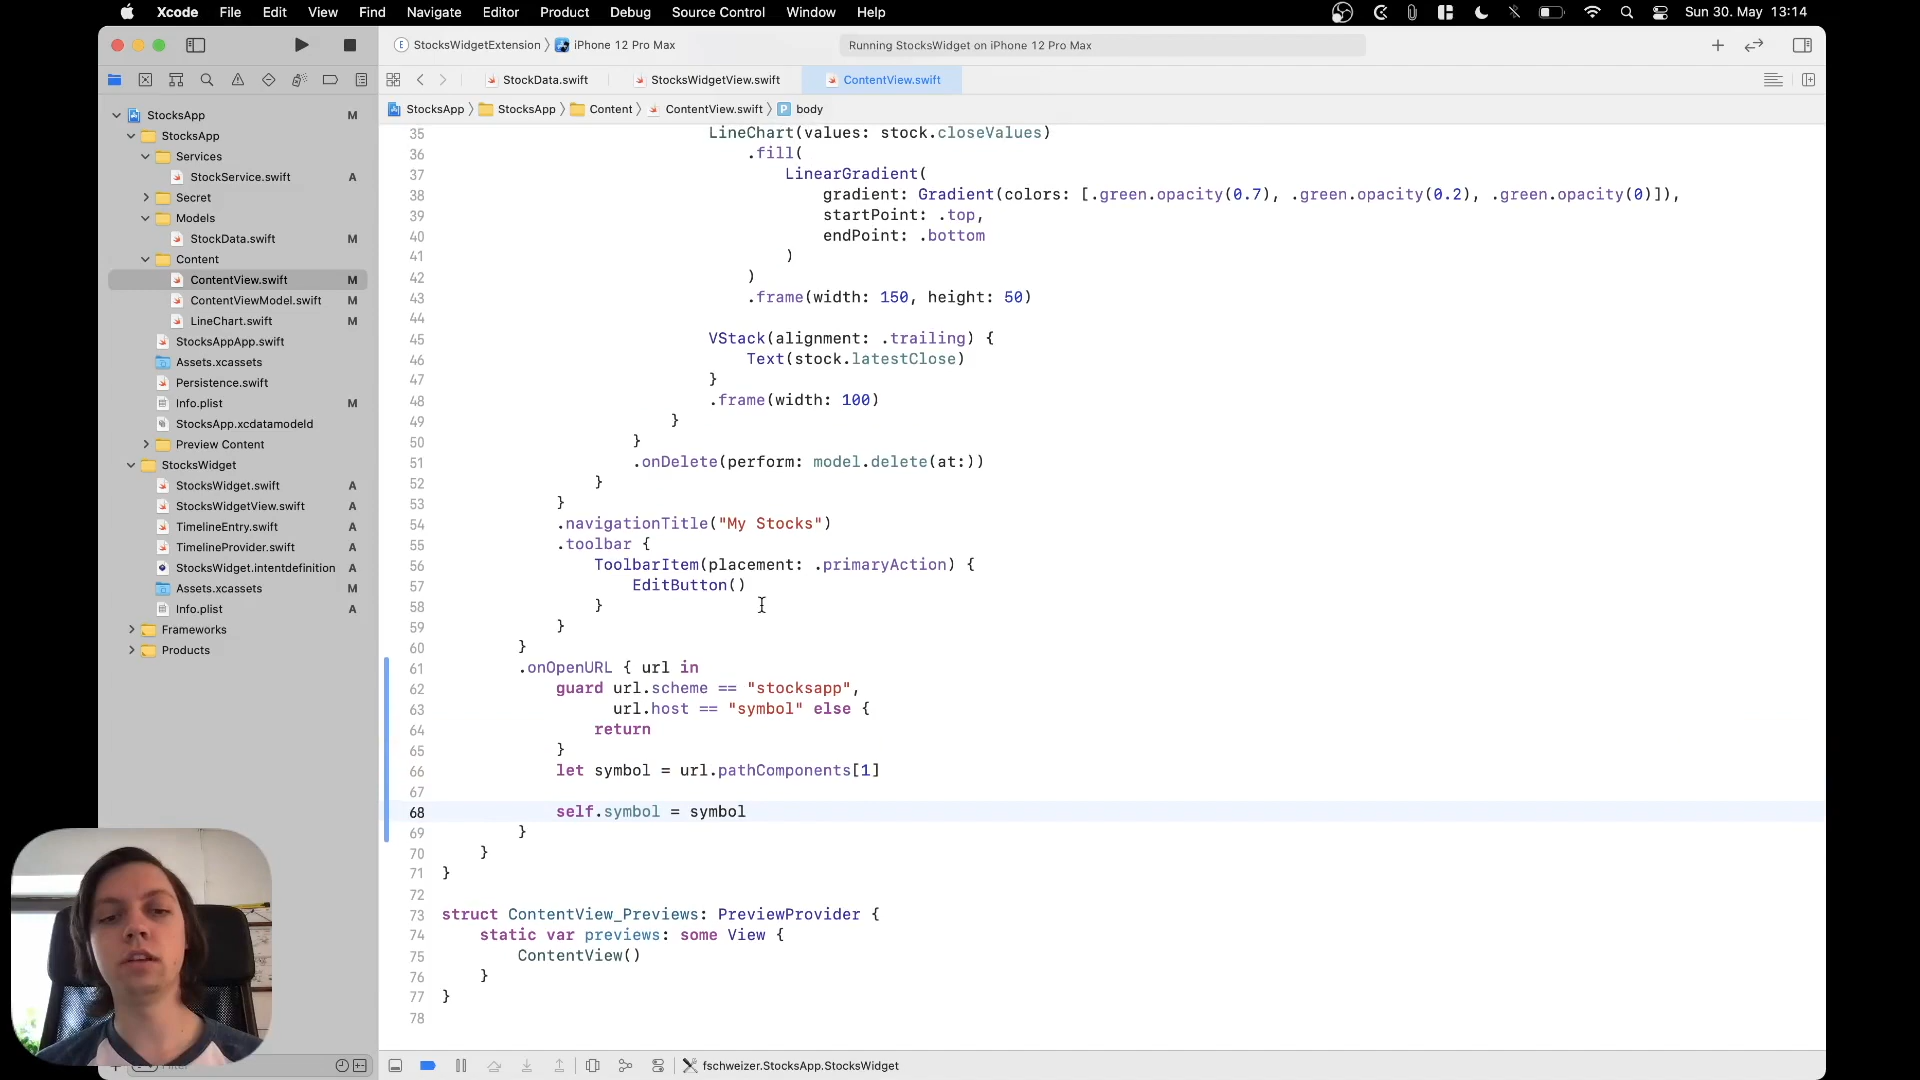 Xcode File Edit View Find Navigate Editor Product Debug Source Control Window Help
Sun 30. May 13:14
StocksWidgetExtension iPhone 12 Pro Max
Running StocksWidget on iPhone 12 Pro Max
StockData.swift StocksWidgetView.swift ContentView.swift
StocksApp StocksApp Content ContentView.swift body
StocksApp M
StocksApp
Services
StockService.swift A
Secret
Models
StockData.swift M
Content
ContentView.swift M
ContentViewModel.swift M
LineChart.swift M
StocksAppApp.swift
Assets.xcassets
Persistence.swift
Info.plist M
StocksApp.xcdatamodeld
Preview Content
StocksWidget
StocksWidget.swift A
StocksWidgetView.swift A
TimelineEntry.swift A
TimelineProvider.swift A
StocksWidget.intentdefinition A
Assets.xcassets M
Info.plist A
Frameworks
Products
35 LineChart(values: stock.closeValues)
36 .fill(
37 LinearGradient(
38 gradient: Gradient(colors: [.green.opacity(0.7), .green.opacity(0.2), .green.opacity(0)]),
39 startPoint: .top,
40 endPoint: .bottom
41 )
42 )
43 .frame(width: 150, height: 50)
44
45 VStack(alignment: .trailing) {
46 Text(stock.latestClose)
47 }
48 .frame(width: 100)
49 }
50 }
51 .onDelete(perform: model.delete(at:))
52 }
53 }
54 .navigationTitle("My Stocks")
55 .toolbar {
56 ToolbarItem(placement: .primaryAction) {
57 EditButton()
58 }
59 }
60 }
61 .onOpenURL { url in
62 guard url.scheme == "stocksapp",
63 url.host == "symbol" else {
64 return
65 }
66 let symbol = url.pathComponents[1]
67
68 self.symbol = symbol
69 }
70 }
71 }
72
73 struct ContentView_Previews: PreviewProvider {
74 static var previews: some View {
75 ContentView()
76 }
77 }
78
fschweizer.StocksApp.StocksWidget